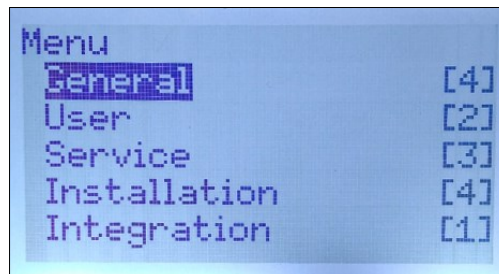 Menu
General [4]
User [2]
Service [3]
Installation [4]
Integration [1]